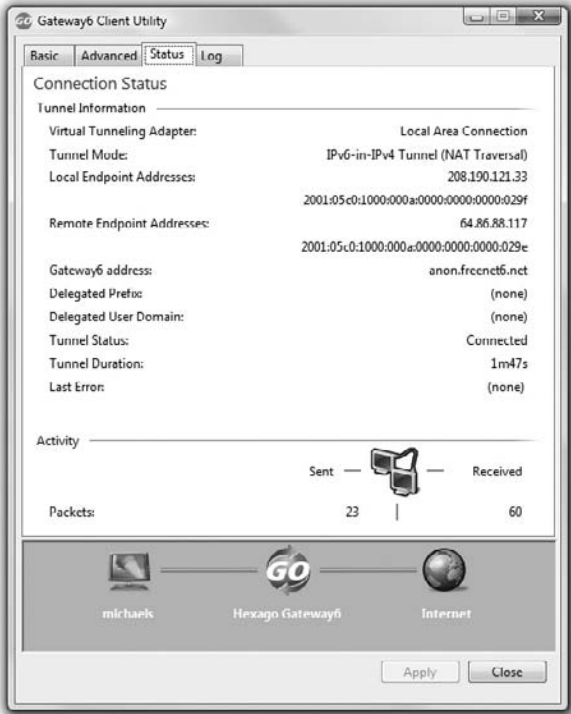 Gateway6 Client Utility
Basic Advanced Status Log
Connection Status
Tunnel Information
Virtual Tunneling Adapter: Local Area Connection
Tunnel Mode: IPv6-in-IPv4 Tunnel (NAT Traversal)
Local Endpoint Addresses: 208.190.121.33
2001:05c0:1000:000a:0000:0000:0000:029f
Remote Endpoint Addresses: 64.86.88.117
2001:05c0:1000:000a:0000:0000:0000:029e
Gateway6 address: anon.freenet6.net
Delegated Prefix: (none)
Delegated User Domain: (none)
Tunnel Status: Connected
Tunnel Duration: 1m47s
Last Error: (none)
Activity
Sent Received
Packets: 23 60
GO
michaels Hexago Gateway6 Internet
Apply Close